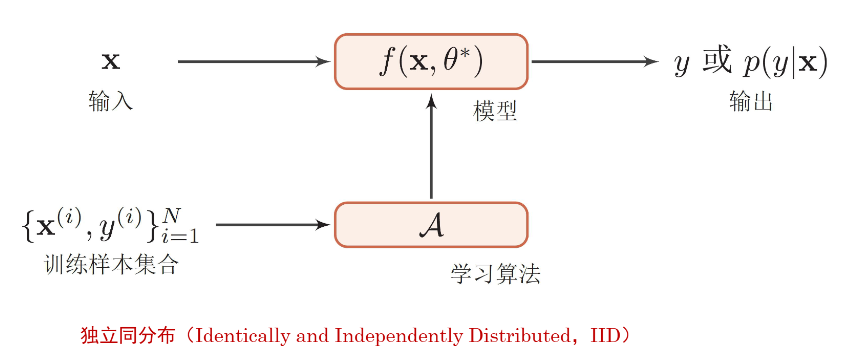 x f(x, θ*) y 或 p(y|x)
输入 模型 输出
{x^(i), y^(i)}_{i=1}^N A
训练样本集合 学习算法
独立同分布（Identically and Independently Distributed，IID）